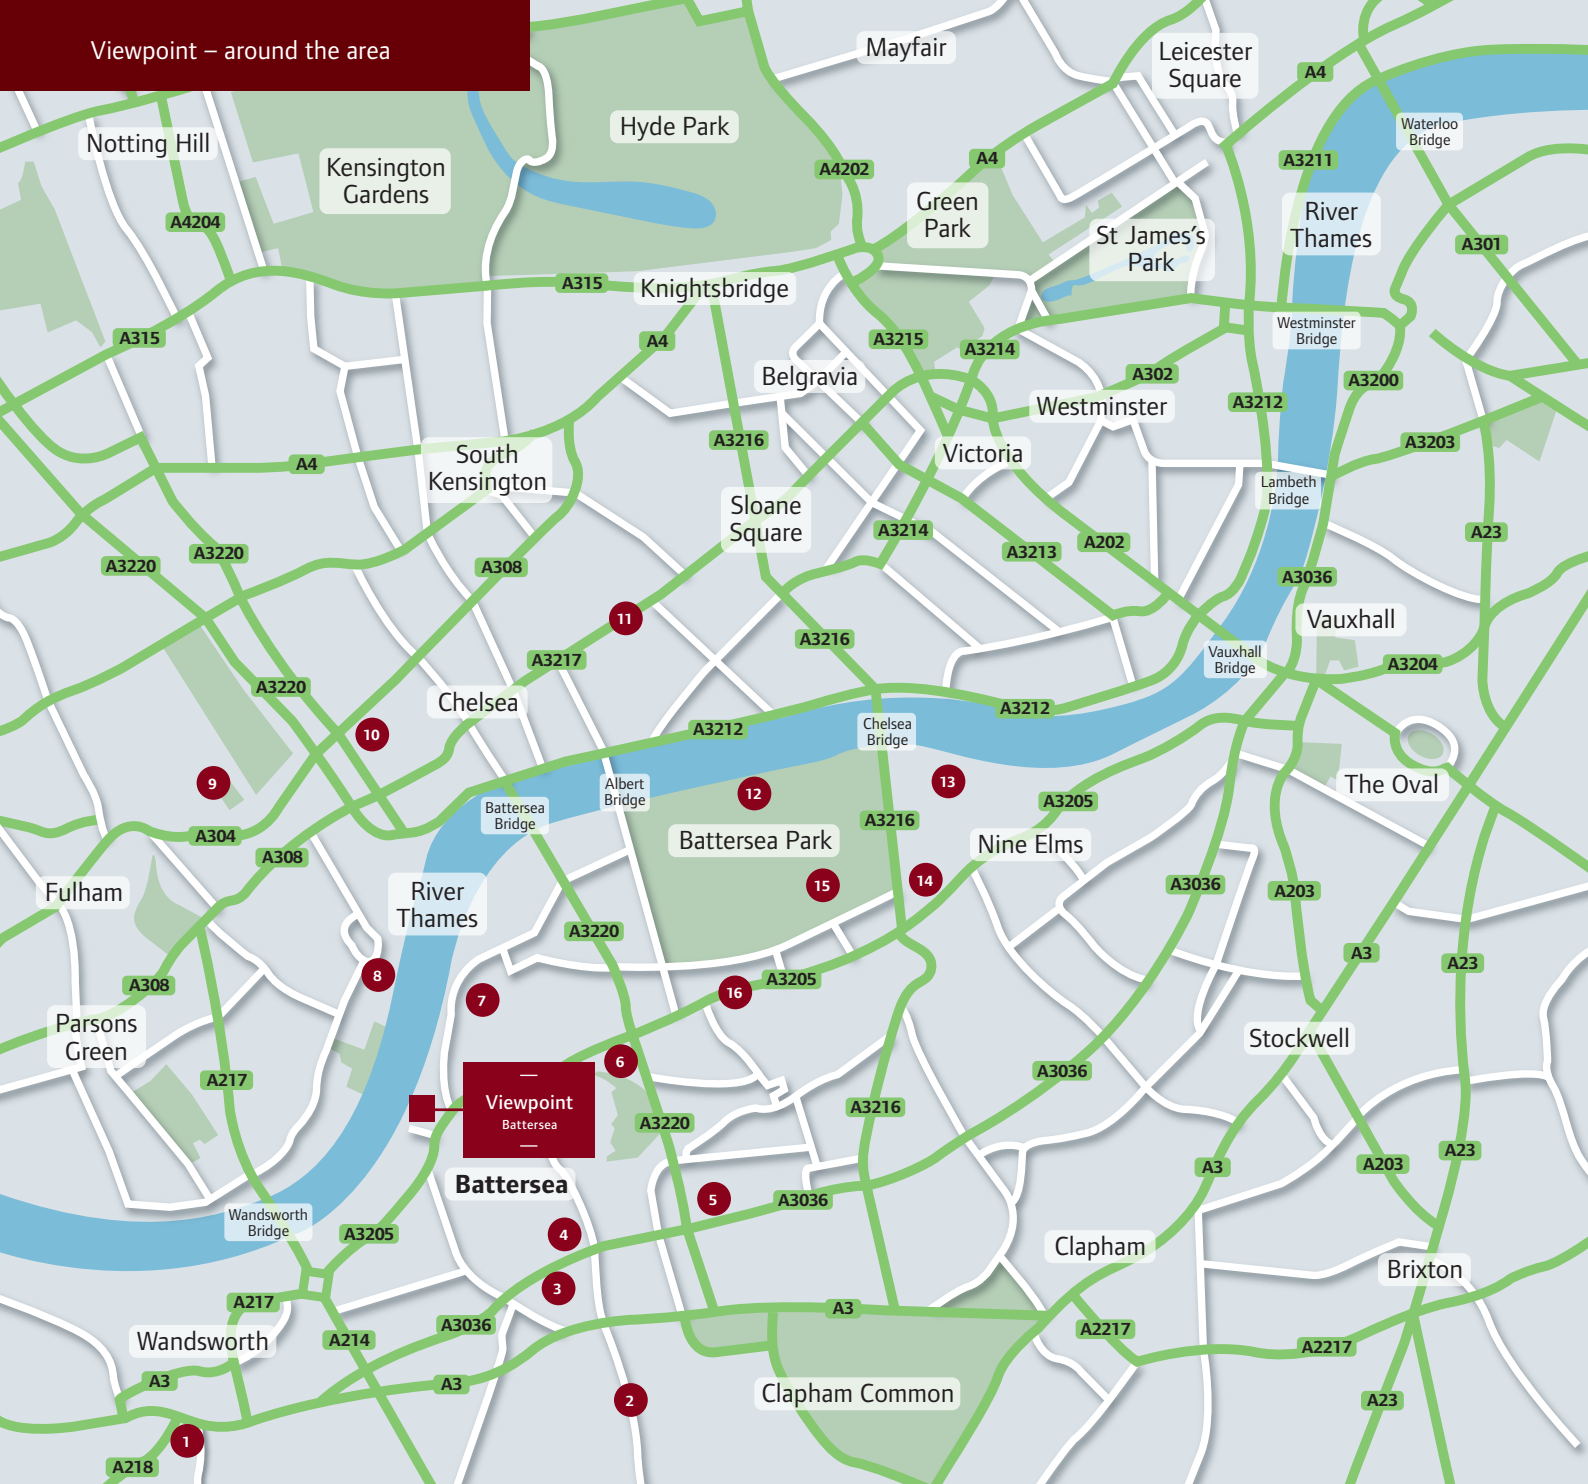 Viewpoint – around the area
Mayfair
Leicester
Square
A4
Hyde Park
Notting Hill
Waterloo
Bridge
Kensington
Gardens
A4202
A4
A3211
Green
Park
A4204
River
Thames
St James's
Park
A301
A315
Knightsbridge
A315
A4
A3215
A3214
Westminster
Bridge
Belgravia
A302
A3200
Westminster
A3212
A3216
A3203
Victoria
South
Kensington
A4
Lambeth
Bridge
Sloane
Square
A3214
A23
A3220
A3220
A308
A3213
A202
A3036
11
Vauxhall
A3216
A3217
Vauxhall
Bridge
A3204
A3220
Chelsea
A3212
A3212
10
Chelsea
Bridge
9
12
13
Albert
Bridge
The Oval
Battersea
Bridge
A3205
A304
A3216
Battersea Park
Nine Elms
A308
Fulham
15
14
A3036
A203
River
Thames
A3220
A3
A23
8
A308
7
16
A3205
Parsons
Green
Stockwell
6
A217
A3036
Viewpoint
Battersea
A3216
A3220
A23
A203
A3
Battersea
5
A3036
Wandsworth
Bridge
A3205
4
Clapham
Brixton
3
A217
A3
A3036
A214
Wandsworth
A2217
A2217
A3
A3
Clapham Common
2
A23
1
A218